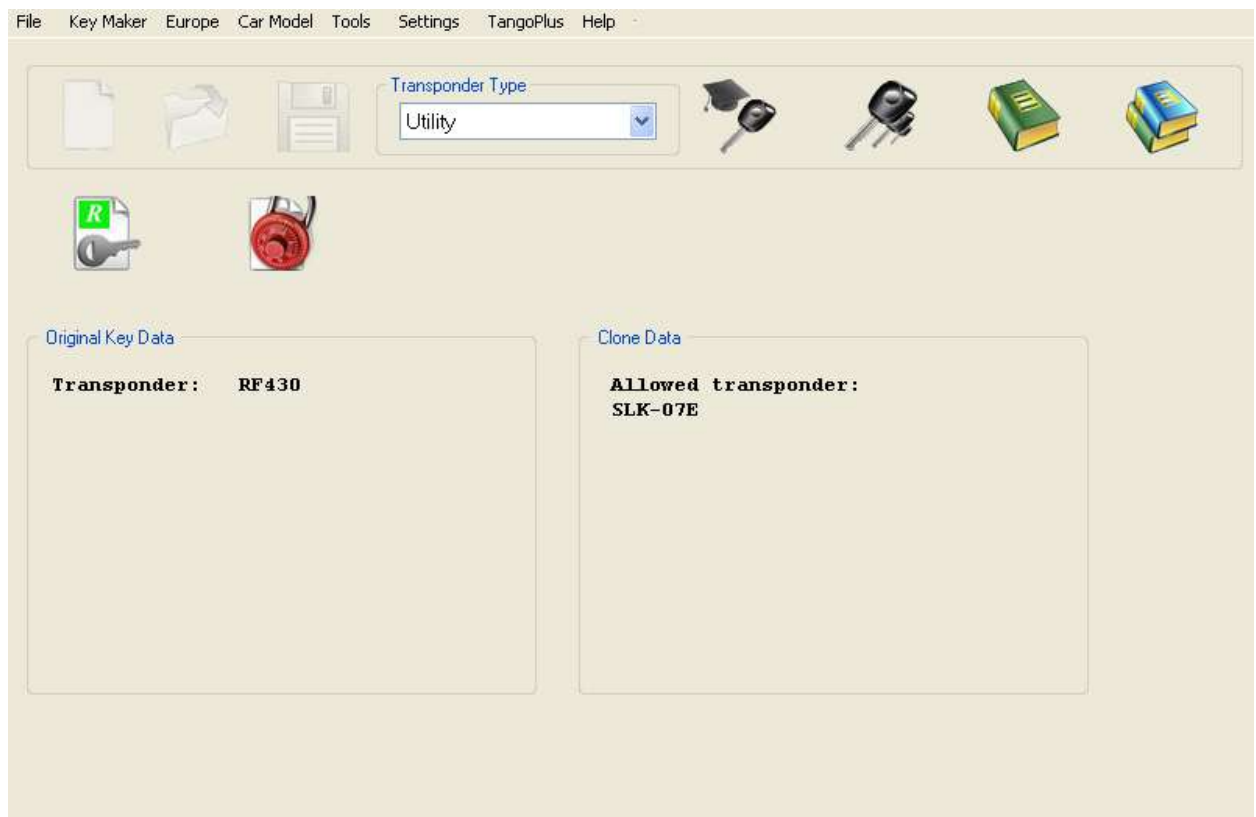 File Key Maker Europe Car Model Tools Settings TangoPlus Help
Transponder Type
Utility
R
Original Key Data
Transponder: RF430
Clone Data
Allowed transponder:
SLK-07E